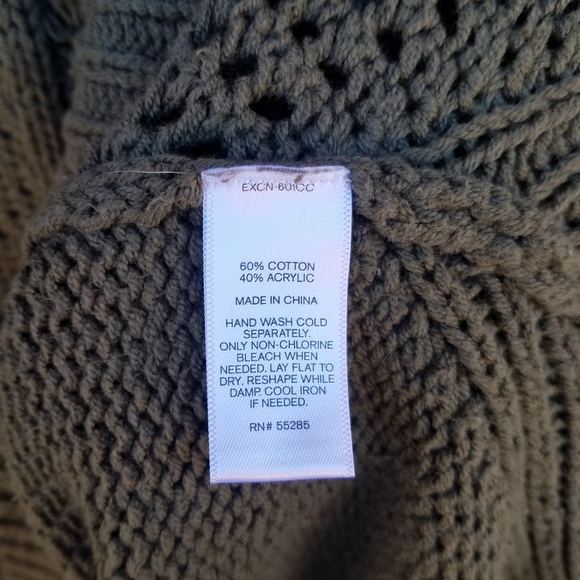 EXCN-601CC
60% COTTON
40% ACRYLIC
MADE IN CHINA
HAND WASH COLD
SEPARATELY.
ONLY NON-CHLORINE
BLEACH WHEN
NEEDED. LAY FLAT TO
DRY. RESHAPE WHILE
DAMP. COOL IRON
IF NEEDED.
RN# 55285